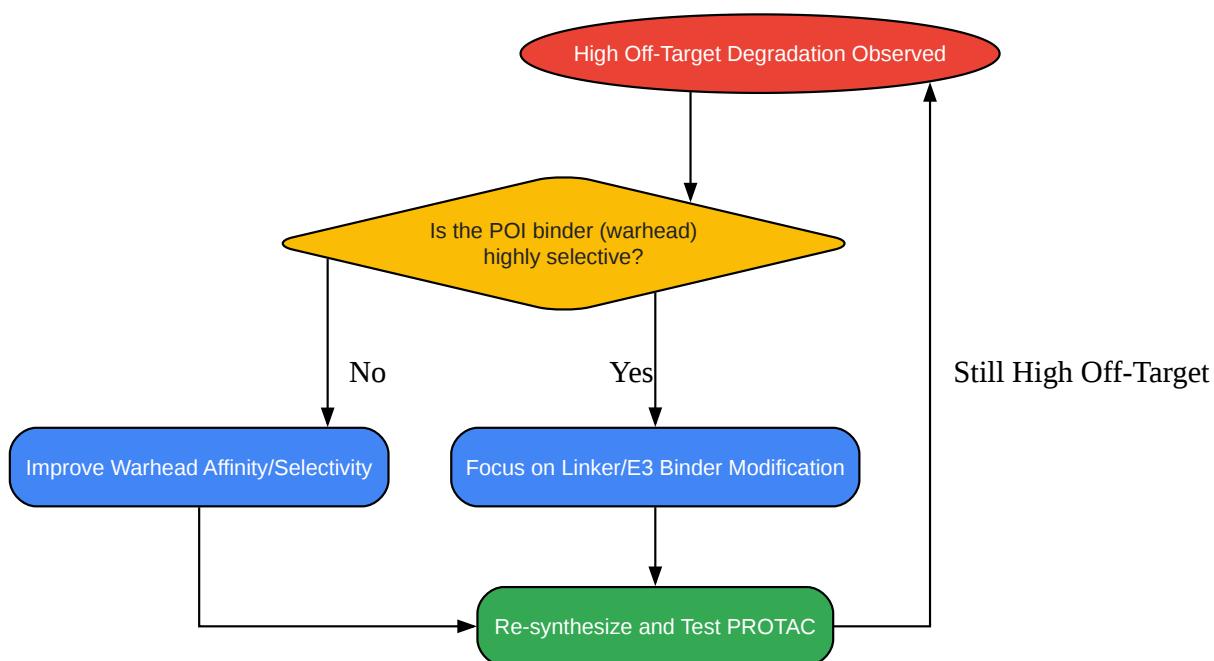 High Off-Target Degradation Observed
Is the POI binder (warhead)
highly selective?
No
Yes
Still High Off-Target
Improve Warhead Affinity/Selectivity
Focus on Linker/E3 Binder Modification
Re-synthesize and Test PROTAC